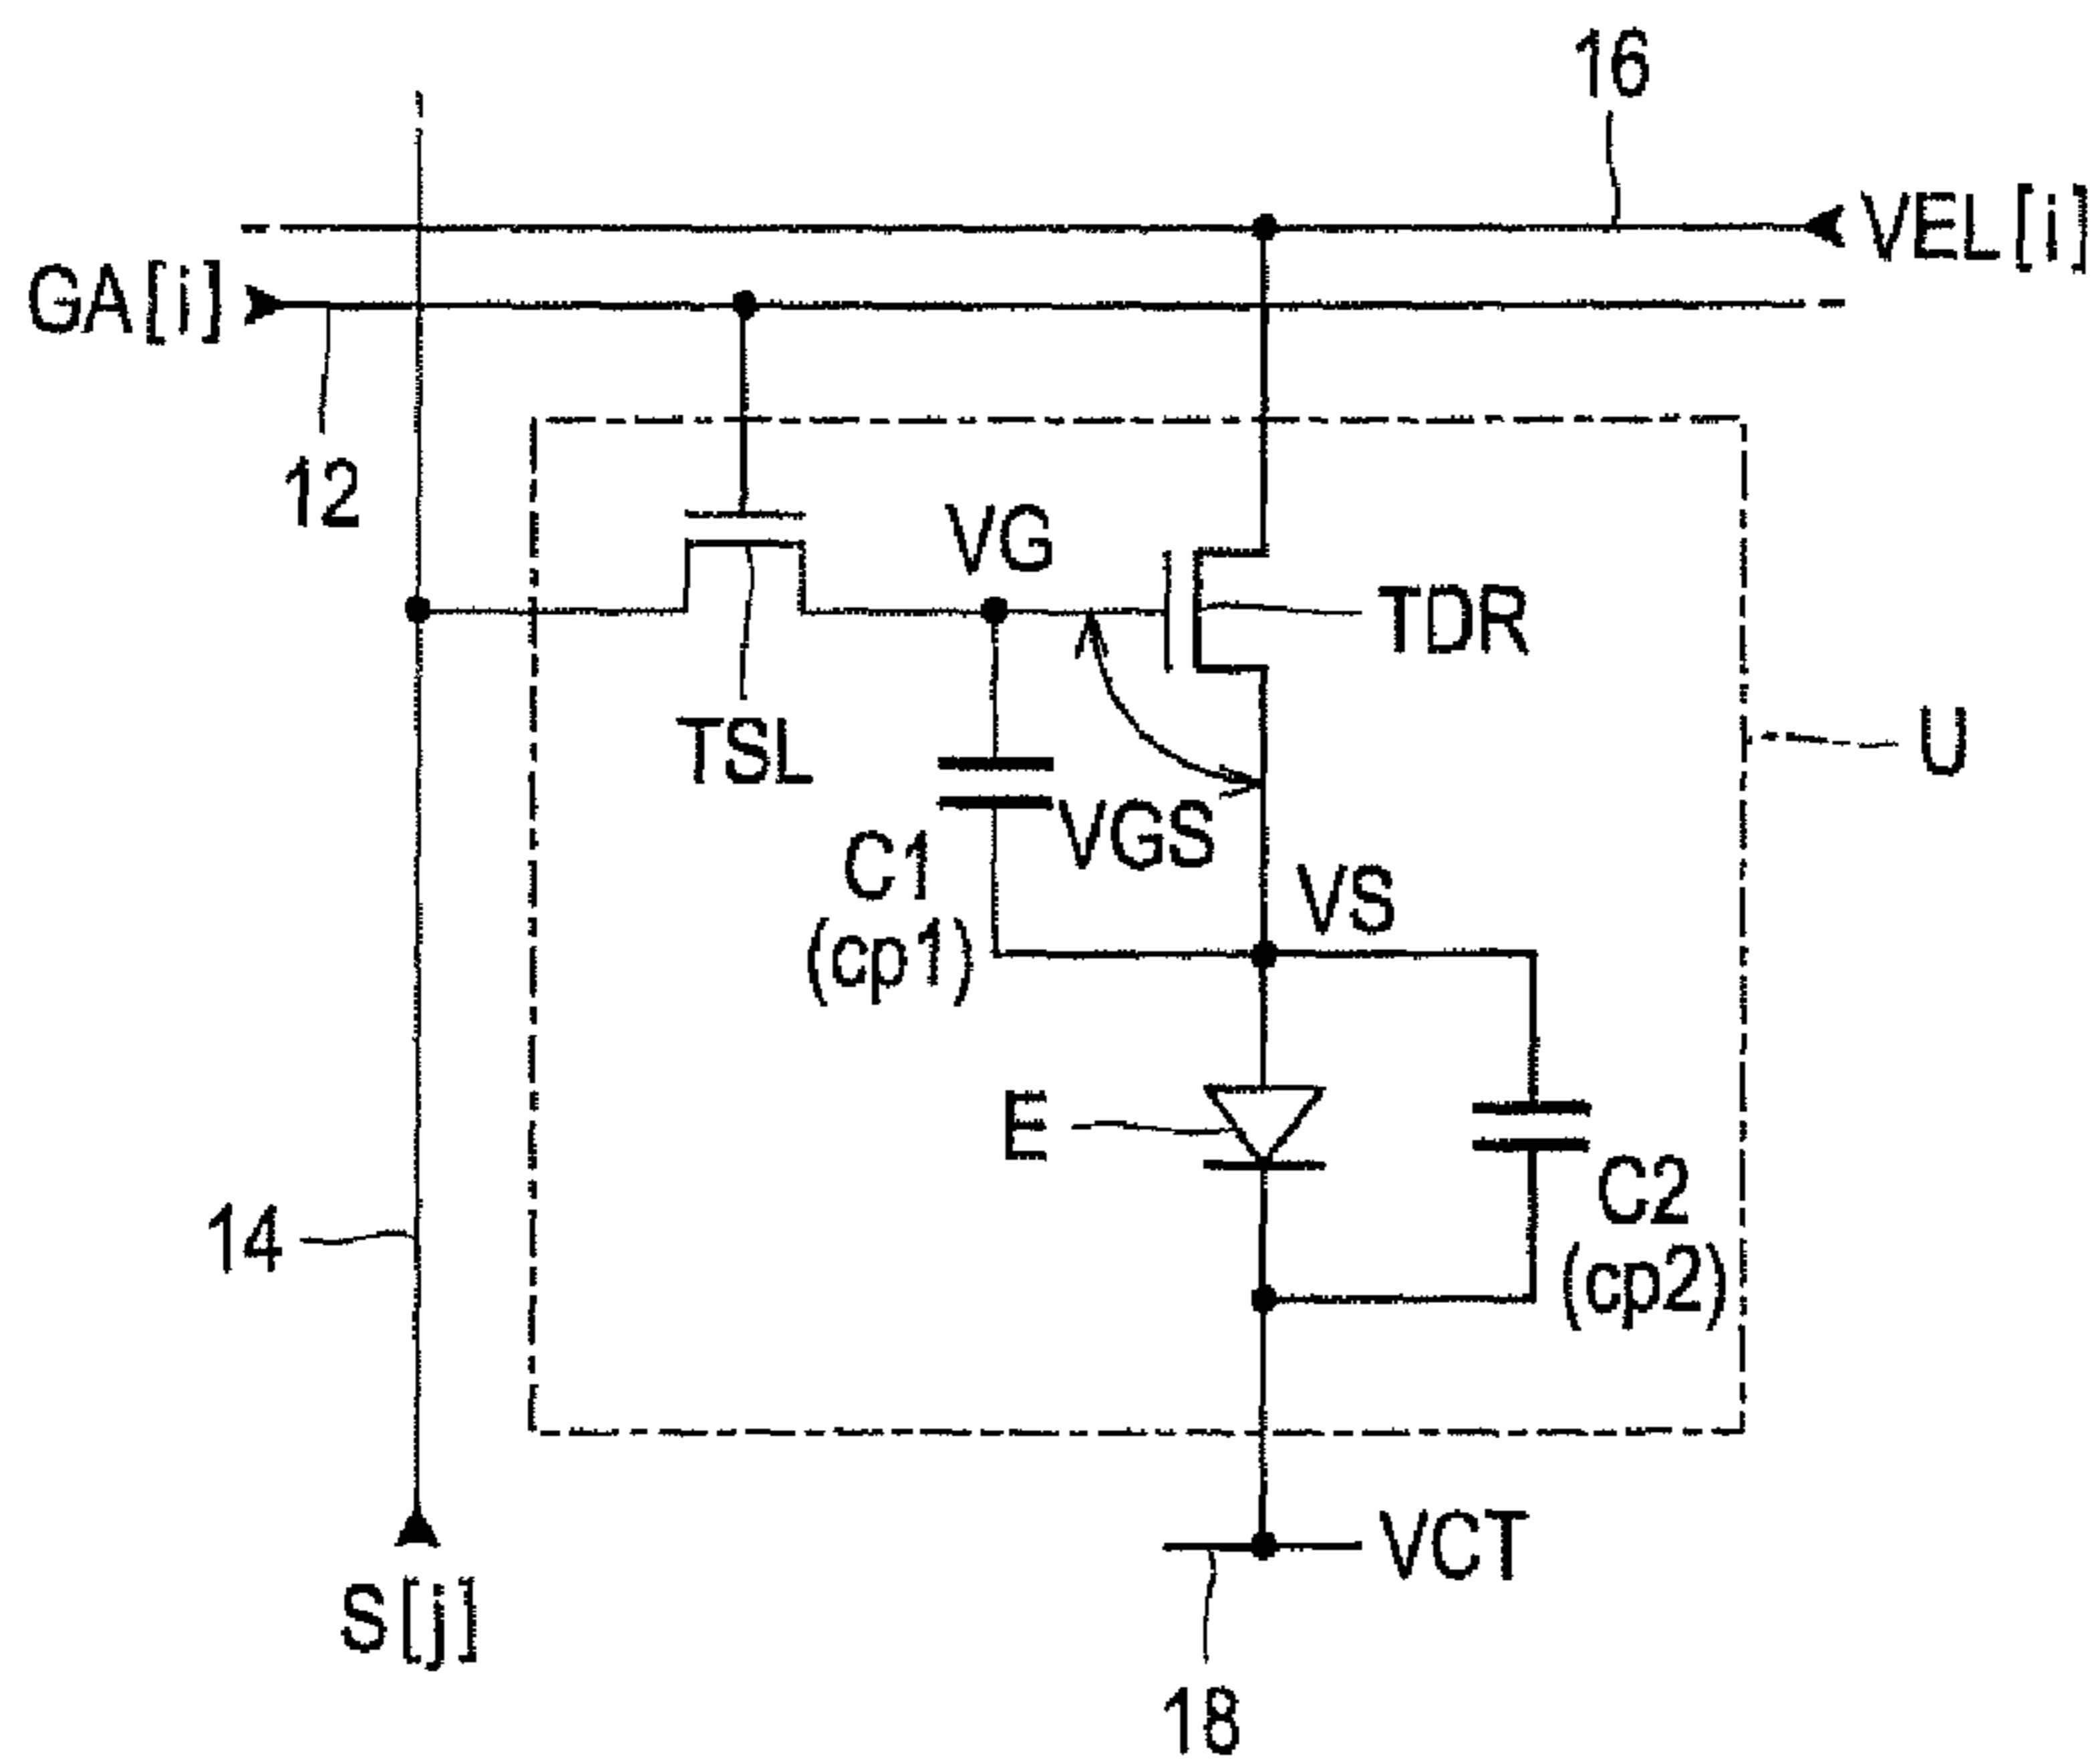 16
VEL[i]
GA[i]
12
VG
TDR
TSL
U
VGS
C1
(cp1)
VS
E
C2
(cp2)
14
VCT
S[j]
18